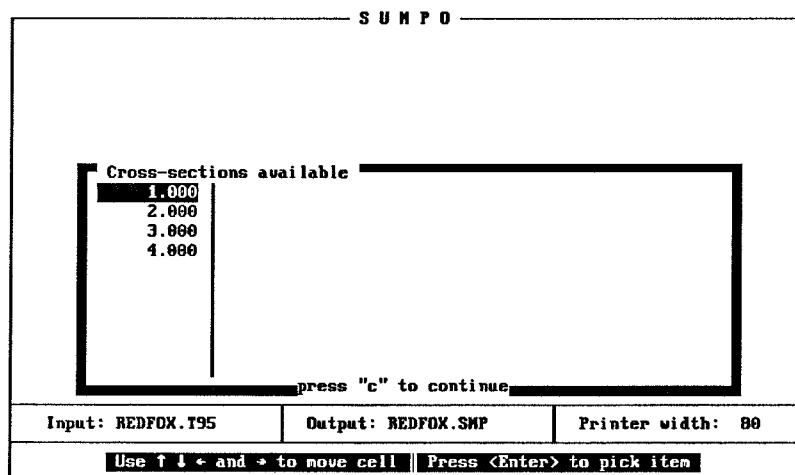 S U M P O
Cross-sections available
1.000
2.000
3.000
4.000
press "c" to continue
Input: REDFOX.T95 Output: REDFOX.SMP Printer width: 80
Use ↑ ↓ ← and → to move cell Press <Enter> to pick item